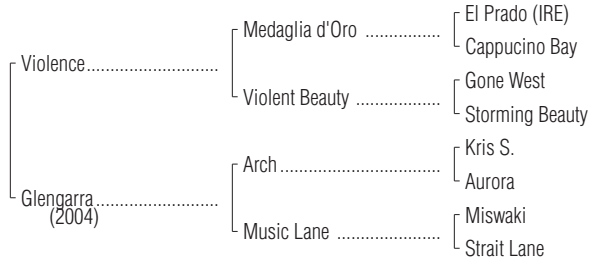 El Prado (IRE)
Medaglia d'Oro ..................
Cappucino Bay
Violence...............................
Gone West
Violent Beauty ....................
Storming Beauty
Kris S.
Arch .....................................
Aurora
Glengarra.............................
(2004)
Miswaki
Music Lane ........................
Strait Lane